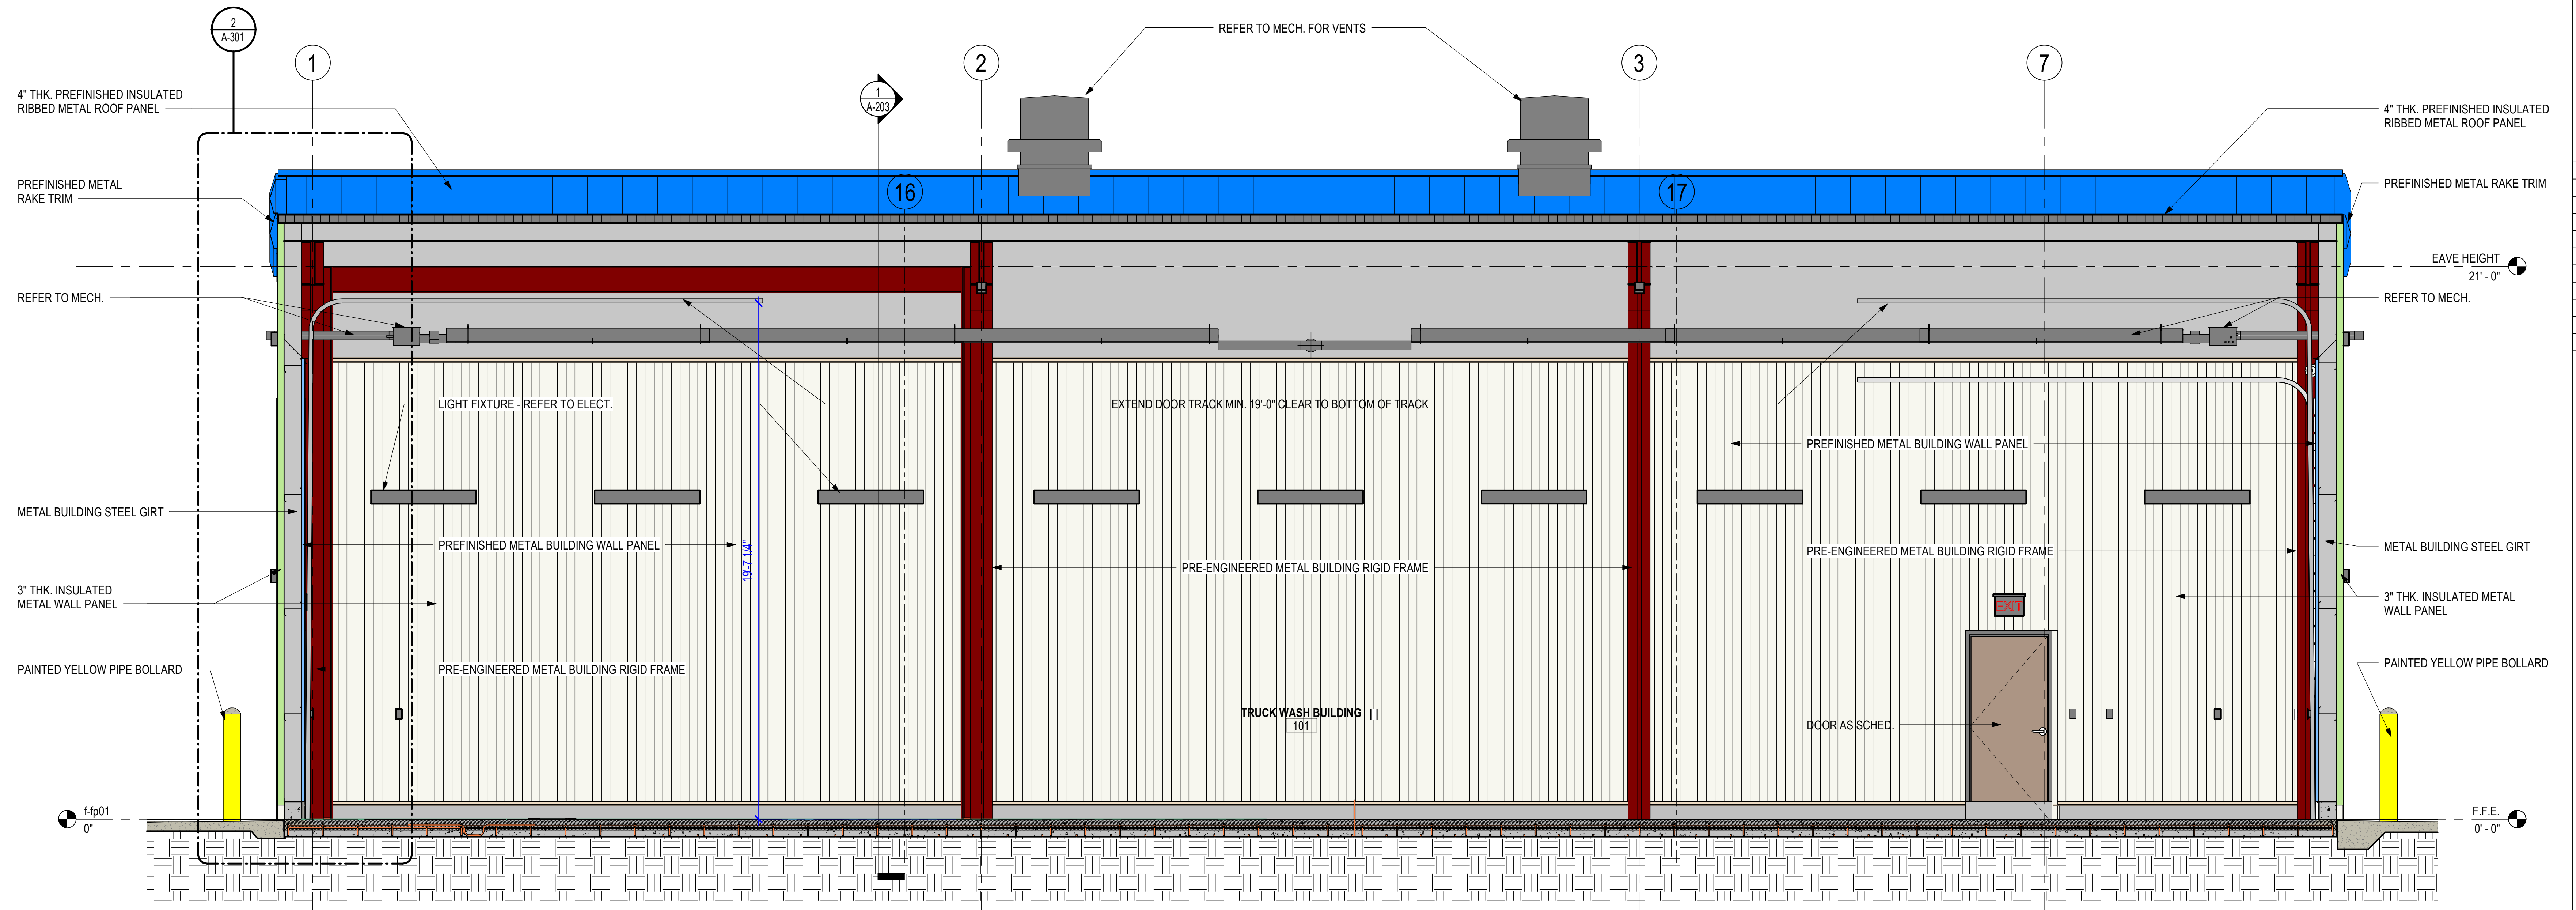 2
A-301
REFER TO MECH. FOR VENTS
1
2
3
7
4" THK. PREFINISHED INSULATED
RIBBED METAL ROOF PANEL
1
A-203
4" THK. PREFINISHED INSULATED
RIBBED METAL ROOF PANEL
PREFINISHED METAL
RAKE TRIM
16
17
PREFINISHED METAL RAKE TRIM
EAVE HEIGHT
21' - 0"
REFER TO MECH.
REFER TO MECH.
LIGHT FIXTURE - REFER TO ELECT.
EXTEND DOOR TRACK MIN. 19'-0" CLEAR TO BOTTOM OF TRACK
PREFINISHED METAL BUILDING WALL PANEL
METAL BUILDING STEEL GIRT
PREFINISHED METAL BUILDING WALL PANEL
19'-7 1/4"
PRE-ENGINEERED METAL BUILDING RIGID FRAME
PRE-ENGINEERED METAL BUILDING RIGID FRAME
METAL BUILDING STEEL GIRT
3" THK. INSULATED
METAL WALL PANEL
EXIT
3" THK. INSULATED METAL
WALL PANEL
PAINTED YELLOW PIPE BOLLARD
PRE-ENGINEERED METAL BUILDING RIGID FRAME
PAINTED YELLOW PIPE BOLLARD
TRUCK WASH BUILDING
101
DOOR AS SCHED.
f-fp01
0"
F.F.E.
0' - 0"